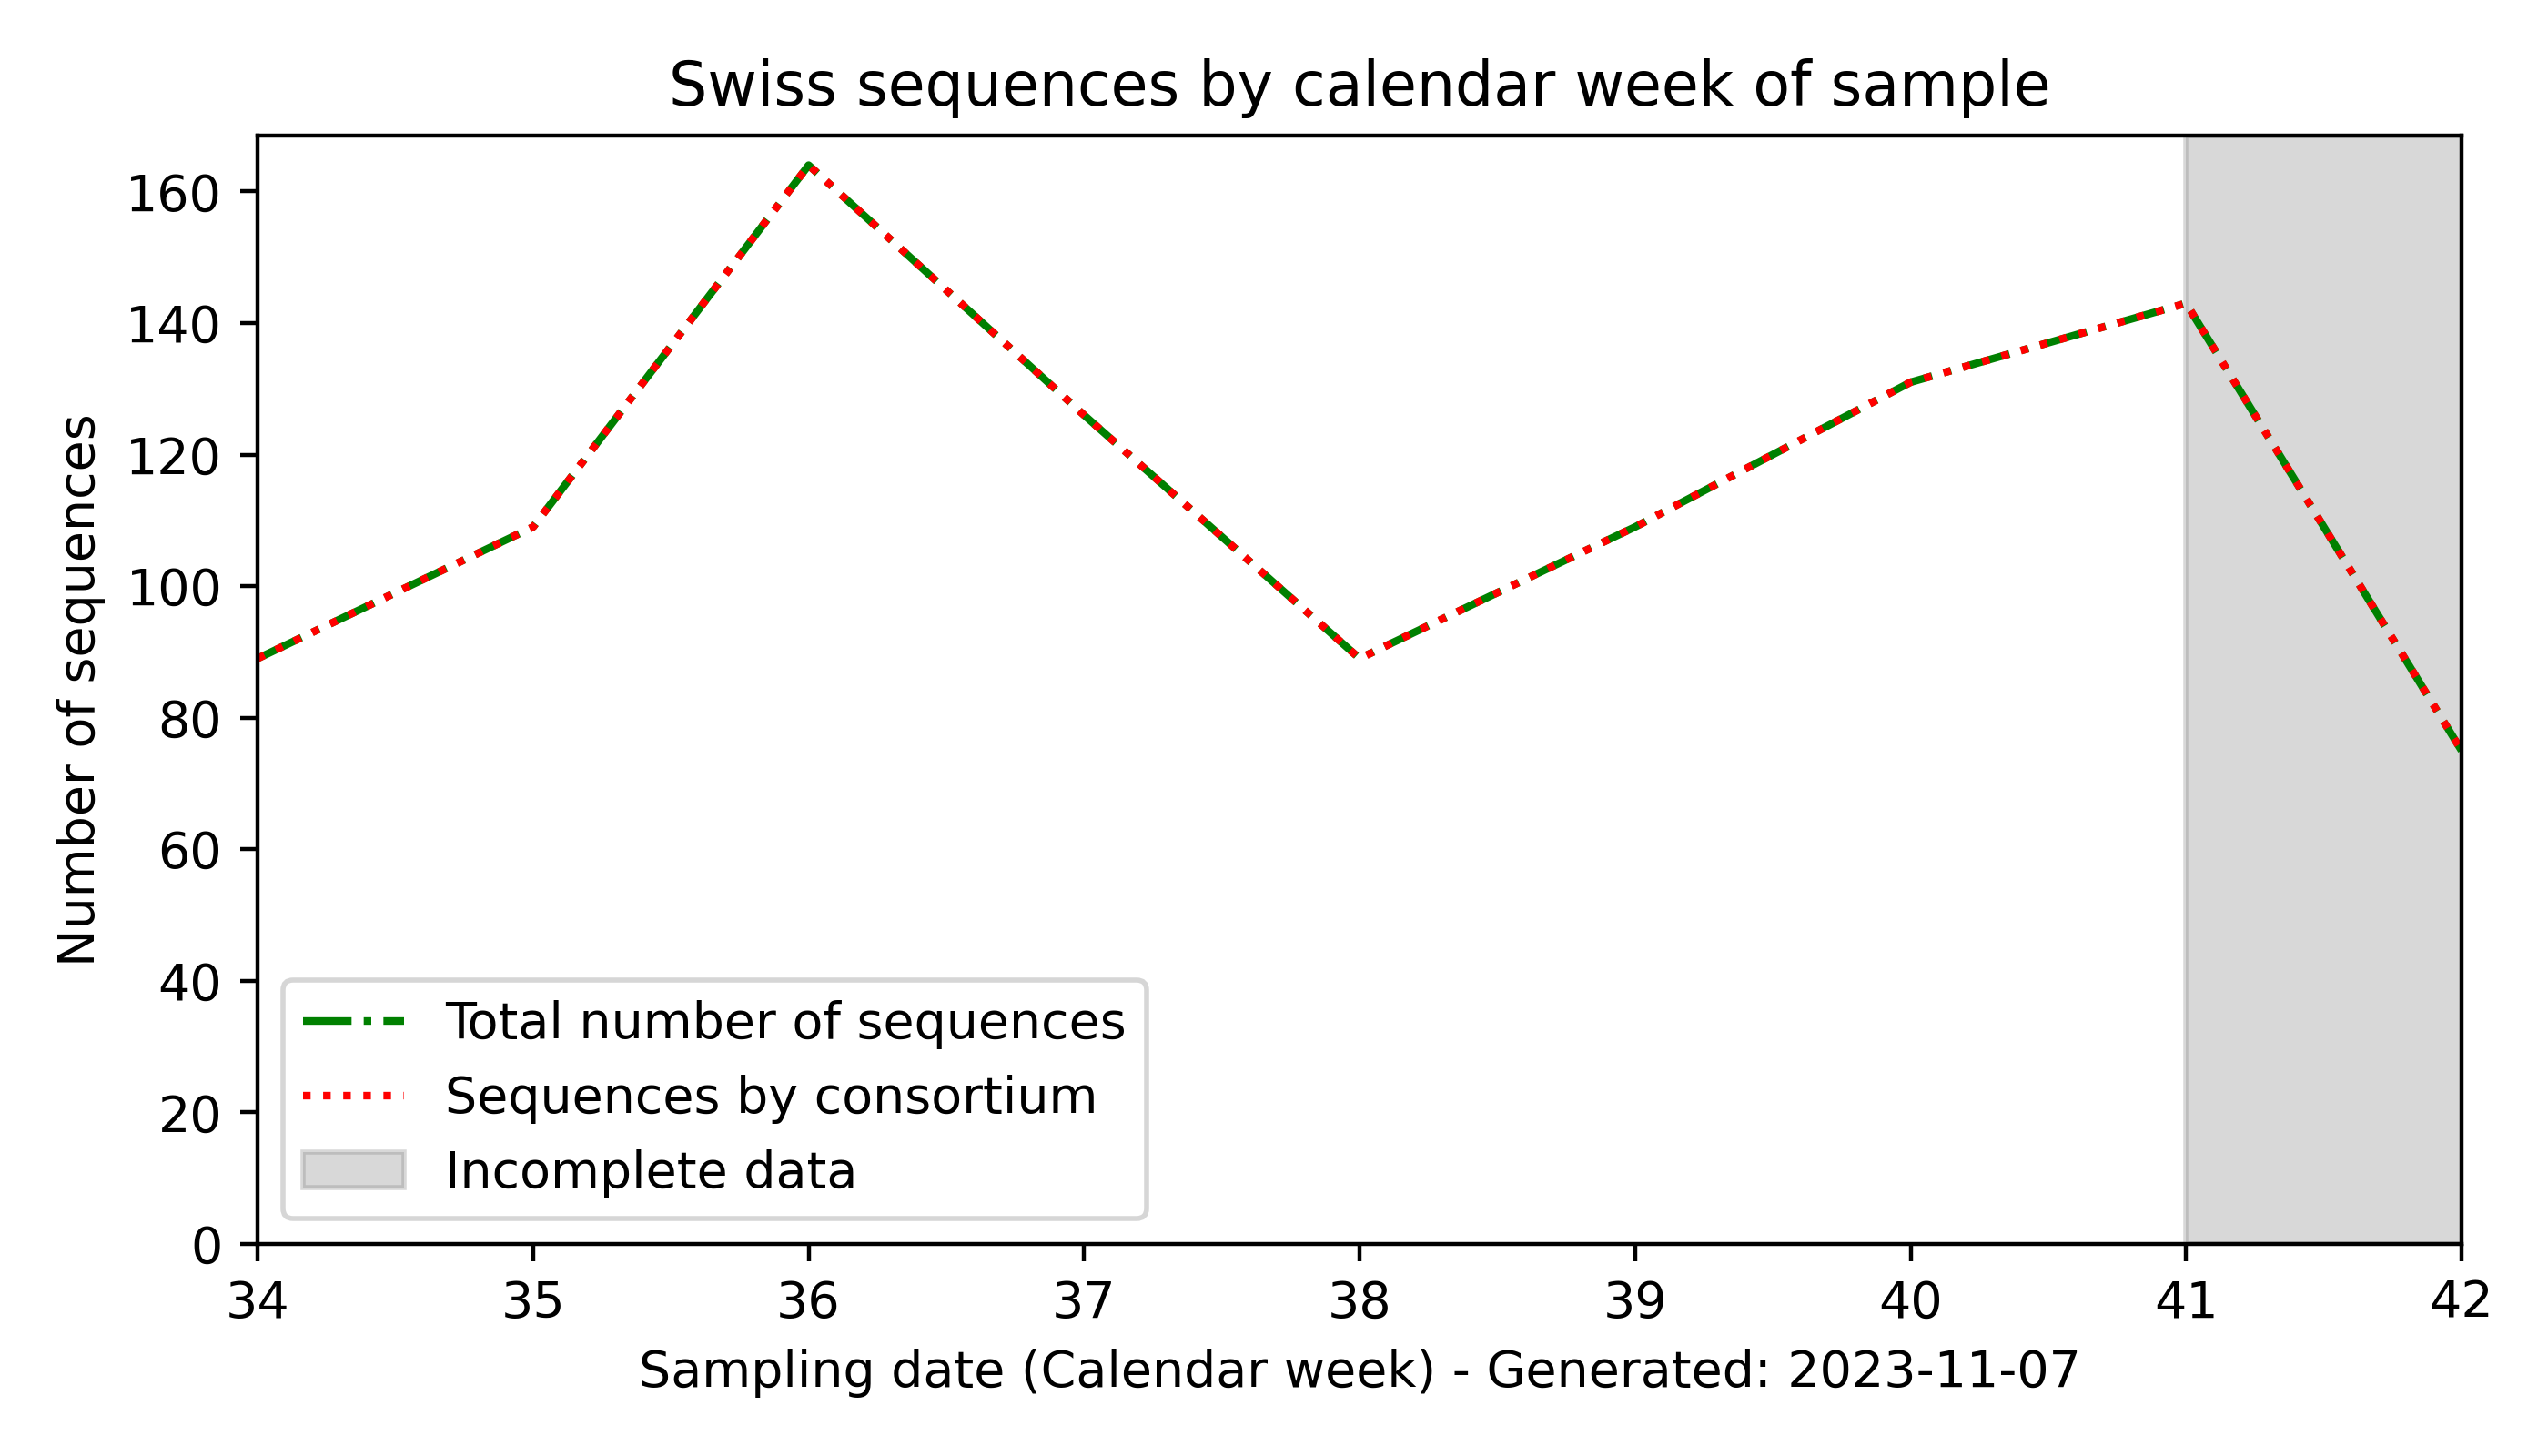 Swiss sequences by calendar week of sample
Number of sequences
160
140
120
100
80
60
40
20
0
Total number of sequences
Sequences by consortium
Incomplete data
34 35 36 37 38 39 40 41 42
Sampling date (Calendar week) - Generated: 2023-11-07